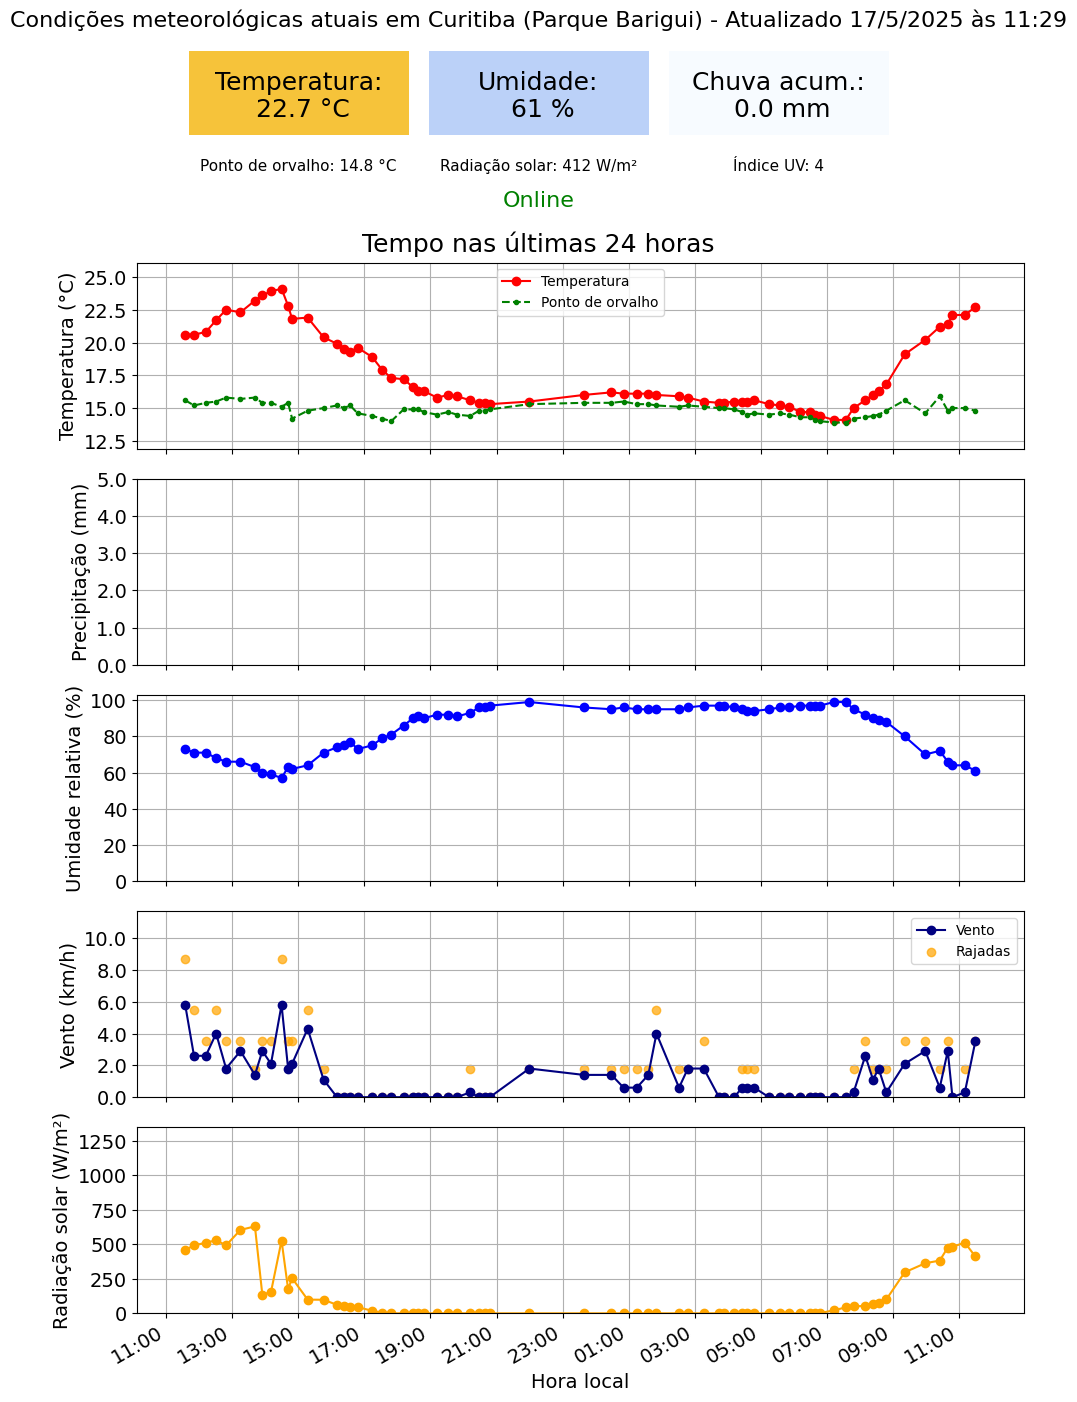 Condições meteorológicas atuais em Curitiba (Parque Barigui) - Atualizado 17/5/2025 às 11:29
Temperatura:
22.7 °C
Umidade:
61 %
Chuva acum.:
0.0 mm
Ponto de orvalho: 14.8 °C
Radiação solar: 412 W/m²
Índice UV: 4
Online
Tempo nas últimas 24 horas
Temperatura (°C)
25.0
22.5
20.0
17.5
15.0
12.5
Temperatura
Ponto de orvalho
Precipitação (mm)
5.0
4.0
3.0
2.0
1.0
0.0
Umidade relativa (%)
100
80
60
40
20
0
Vento (km/h)
10.0
8.0
6.0
4.0
2.0
0.0
Vento
Rajadas
Radiação solar (W/m²)
1250
1000
750
500
250
0
11:00
13:00
15:00
17:00
19:00
21:00
23:00
01:00
03:00
05:00
07:00
09:00
11:00
Hora local